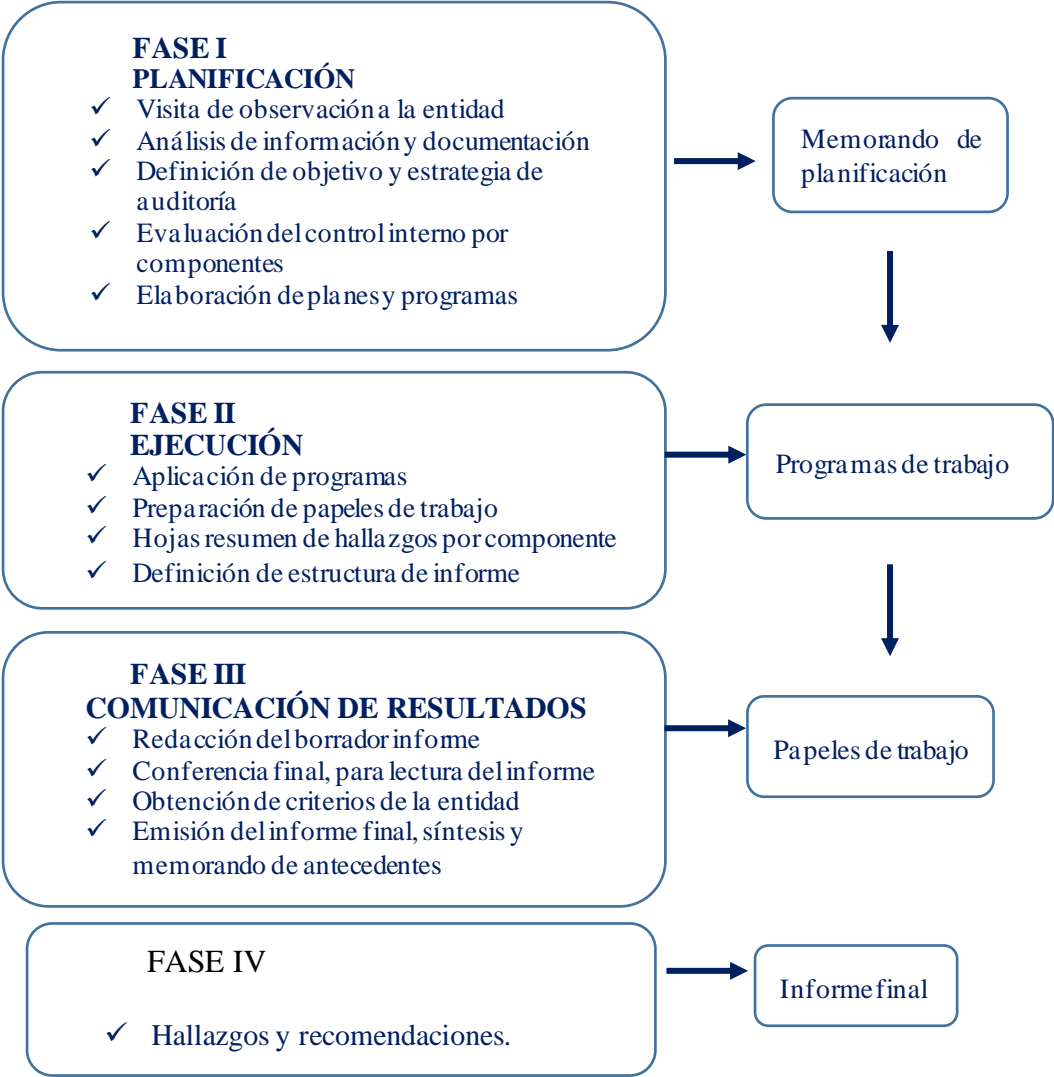 FASE I
PLANIFICACIÓN
✓ Visita de observación a la entidad
✓ Análisis de información y documentación
✓ Definición de objetivo y estrategia de
auditoría
✓ Evaluación del control interno por
componentes
✓ Elaboración de planes y programas
Memorando de
planificación
FASE II
EJECUCIÓN
✓ Aplicación de programas
✓ Preparación de papeles de trabajo
✓ Hojas resumen de hallazgos por componente
✓ Definición de estructura de informe
Programas de trabajo
FASE III
COMUNICACIÓN DE RESULTADOS
✓ Redacción del borrador informe
✓ Conferencia final, para lectura del informe
✓ Obtención de criterios de la entidad
✓ Emisión del informe final, síntesis y
memorando de antecedentes
Papeles de trabajo
FASE IV
✓ Hallazgos y recomendaciones.
Informe final